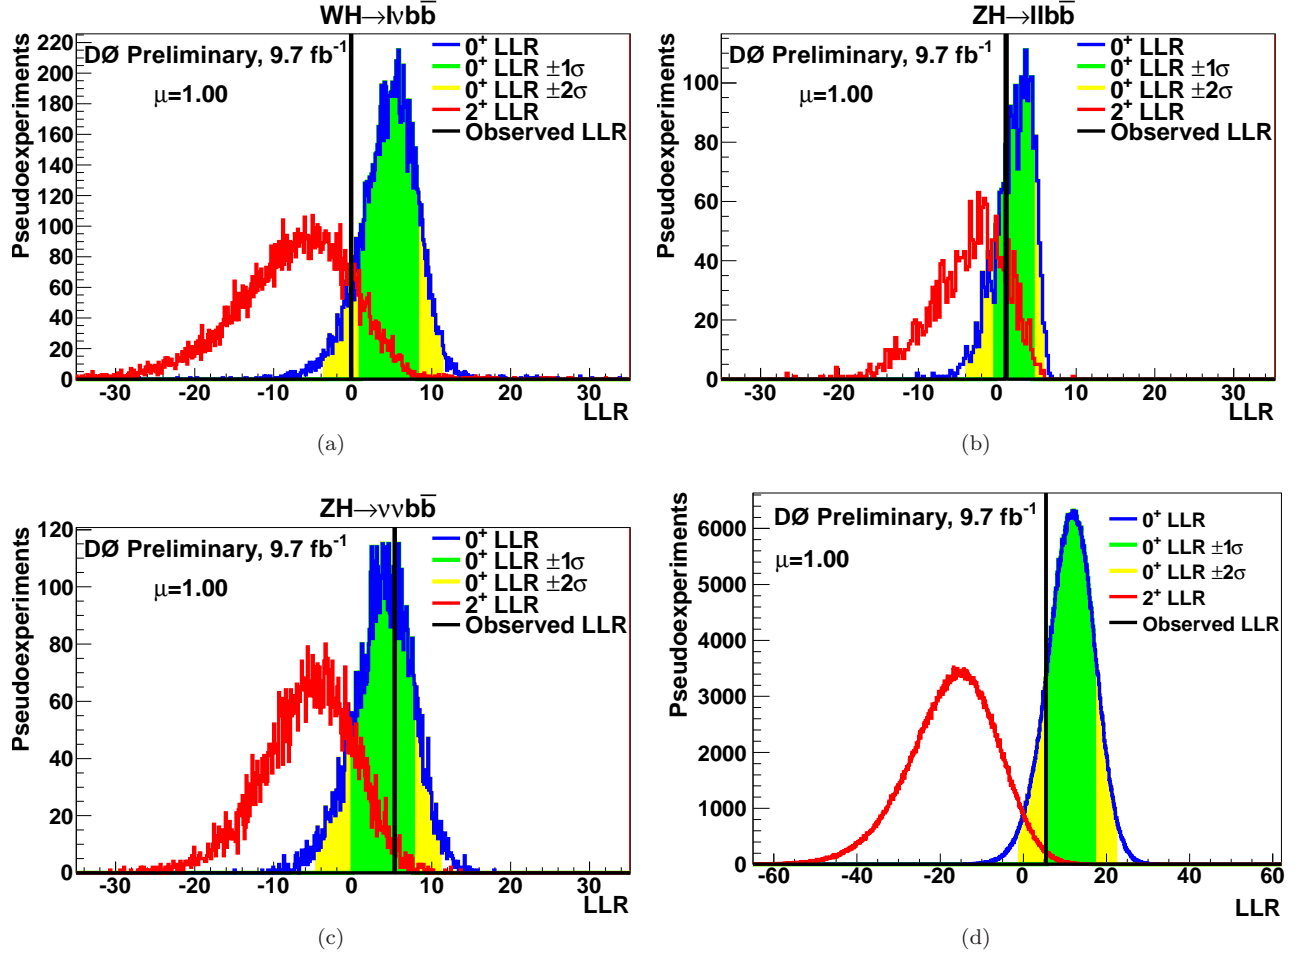 WH→lνbb̅
DØ Preliminary, 9.7 fb⁻¹
μ=1.00
0⁺ LLR
0⁺ LLR ±1σ
0⁺ LLR ±2σ
2⁺ LLR
Observed LLR
Pseudoexperiments
220
200
180
160
140
120
100
80
60
40
20
0
-30 -20 -10 0 10 20 30
LLR
(a)
ZH→llbb̅
DØ Preliminary, 9.7 fb⁻¹
μ=1.00
0⁺ LLR
0⁺ LLR ±1σ
0⁺ LLR ±2σ
2⁺ LLR
Observed LLR
Pseudoexperiments
100
80
60
40
20
0
-30 -20 -10 0 10 20 30
LLR
(b)
ZH→ννbb̅
DØ Preliminary, 9.7 fb⁻¹
μ=1.00
0⁺ LLR
0⁺ LLR ±1σ
0⁺ LLR ±2σ
2⁺ LLR
Observed LLR
Pseudoexperiments
120
100
80
60
40
20
0
-30 -20 -10 0 10 20 30
LLR
(c)
DØ Preliminary, 9.7 fb⁻¹
μ=1.00
0⁺ LLR
0⁺ LLR ±1σ
0⁺ LLR ±2σ
2⁺ LLR
Observed LLR
Pseudoexperiments
6000
5000
4000
3000
2000
1000
0
-60 -40 -20 0 20 40 60
LLR
(d)